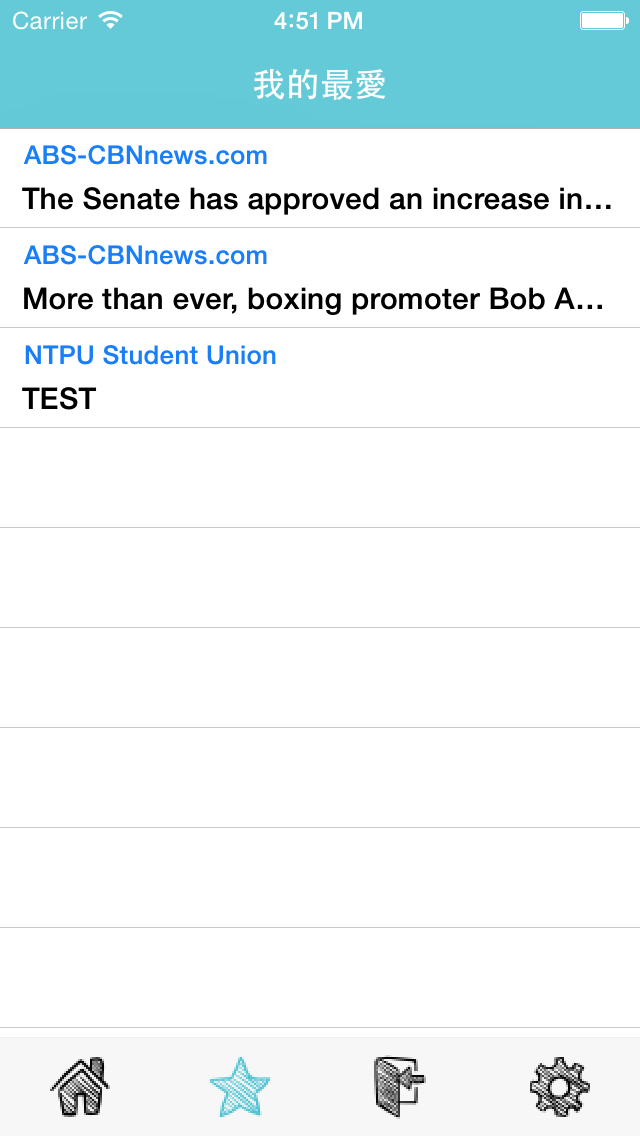 Carrier 4:51 PM
我的最愛
ABS-CBNnews.com
The Senate has approved an increase in...
ABS-CBNnews.com
More than ever, boxing promoter Bob A...
NTPU Student Union
TEST